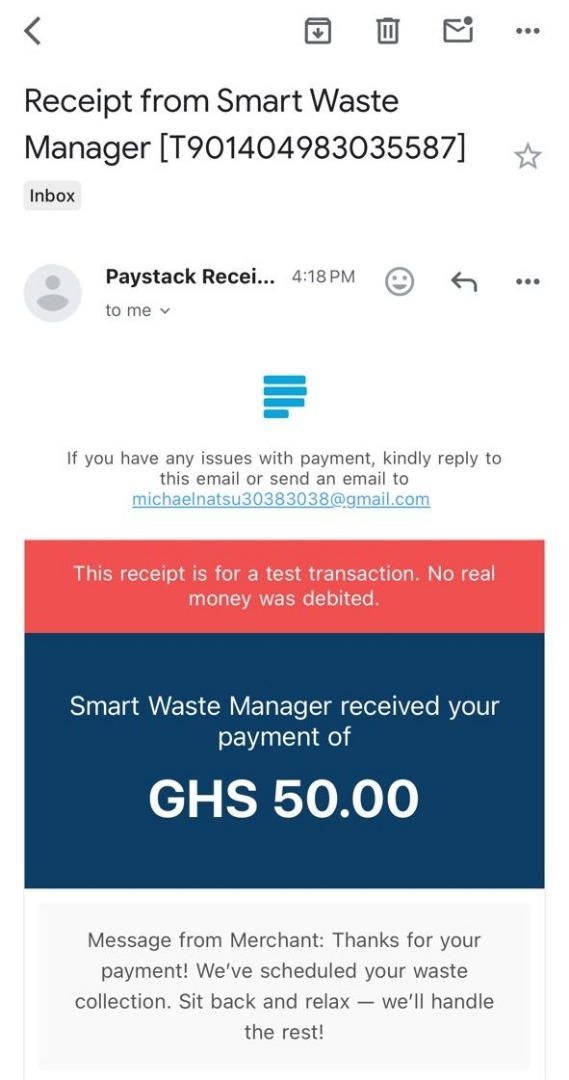 Receipt from Smart Waste
Manager [T901404983035587]
Inbox
Paystack Recei... 4:18 PM
to me
If you have any issues with payment, kindly reply to
this email or send an email to
michaelnatsu30383038@gmail.com
This receipt is for a test transaction. No real
money was debited.
Smart Waste Manager received your
payment of
GHS 50.00
Message from Merchant: Thanks for your
payment! We’ve scheduled your waste
collection. Sit back and relax — we’ll handle
the rest!